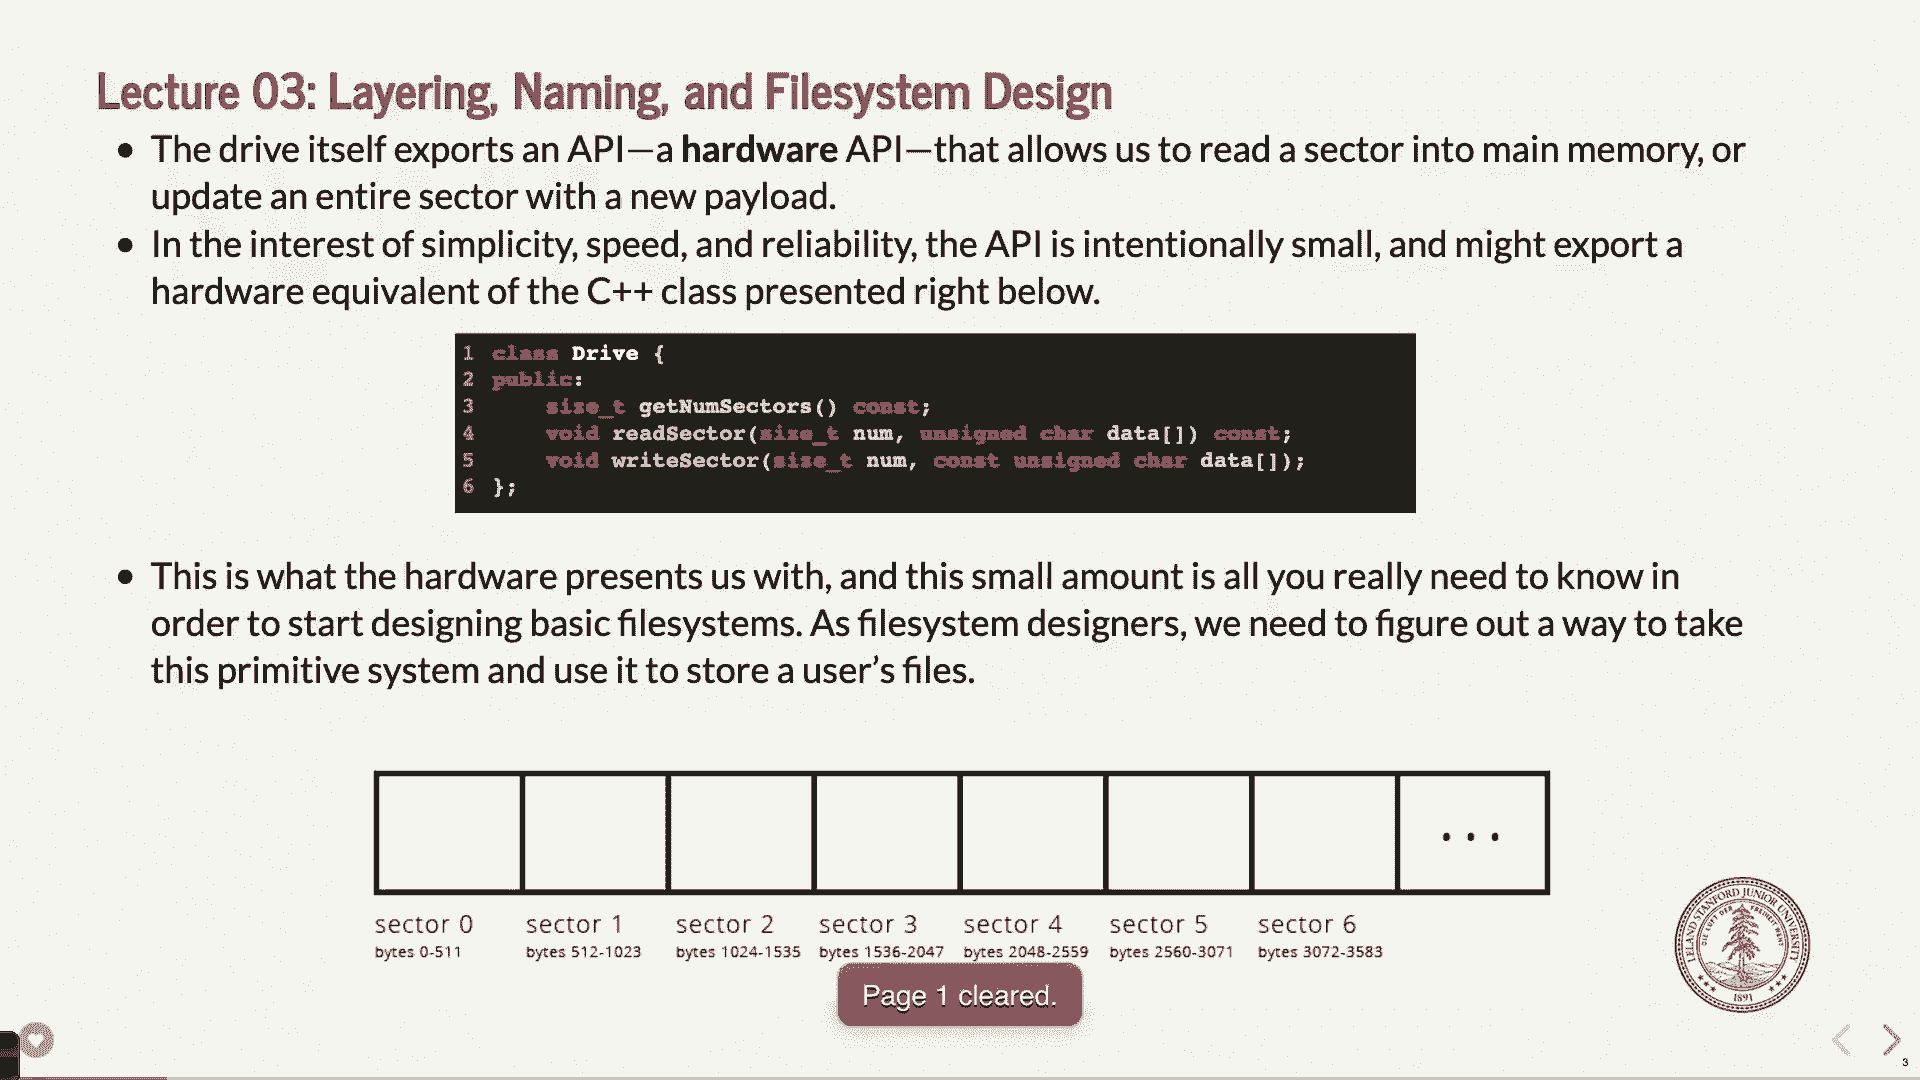 Lecture 03: Layering, Naming, and Filesystem Design
• The drive itself exports an API—a hardware API—that allows us to read a sector into main memory, or
update an entire sector with a new payload.
• In the interest of simplicity, speed, and reliability, the API is intentionally small, and might export a
hardware equivalent of the C++ class presented right below.
1 class Drive {
2 public:
3     size_t getNumSectors() const;
4     void readSector(size_t num, unsigned char data[]) const;
5     void writeSector(size_t num, const unsigned char data[]);
6 };
• This is what the hardware presents us with, and this small amount is all you really need to know in
order to start designing basic filesystems. As filesystem designers, we need to figure out a way to take
this primitive system and use it to store a user’s files.
...
sector 0 sector 1 sector 2 sector 3 sector 4 sector 5 sector 6
bytes 0-511 bytes 512-1023 bytes 1024-1535 bytes 1536-2047 bytes 2048-2559 bytes 2560-3071 bytes 3072-3583
Page 1 cleared.
LELAND STANFORD JUNIOR UNIVERSITY
DIE LUFT DER FREIHEIT WEHT
1891
3